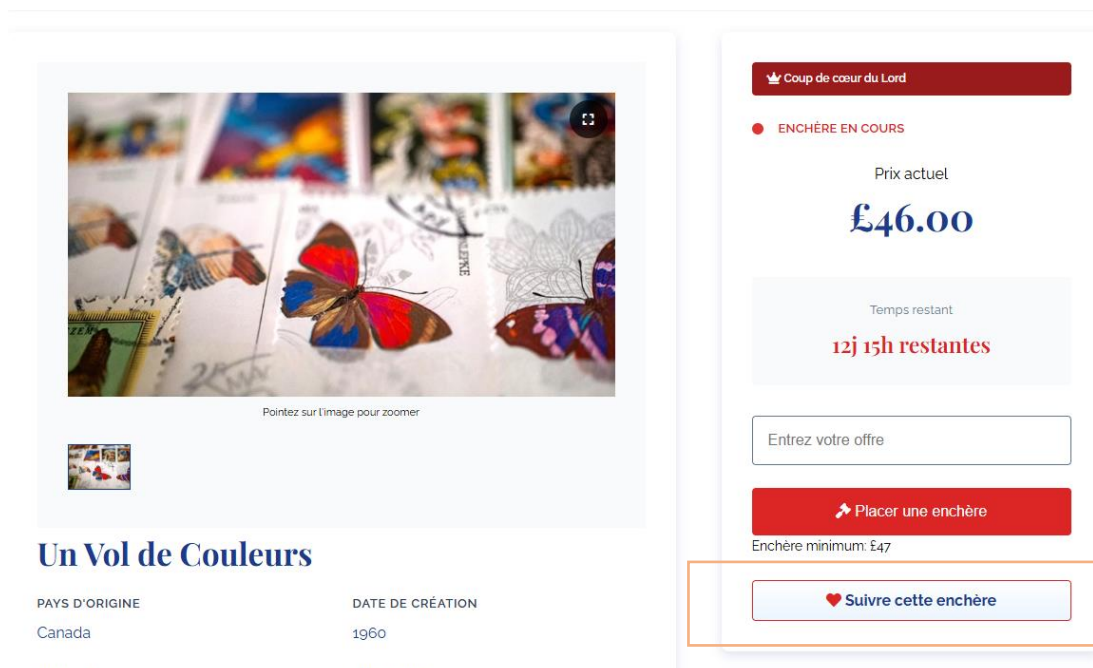 Coup de cœur du Lord
ENCHÈRE EN COURS
Prix actuel
£46.00
Temps restant
12j 15h restantes
Entrez votre offre
Placer une enchère
Enchère minimum: £47
Suivre cette enchère
Pointez sur l'image pour zoomer
Un Vol de Couleurs
PAYS D'ORIGINE
DATE DE CRÉATION
Canada
1960